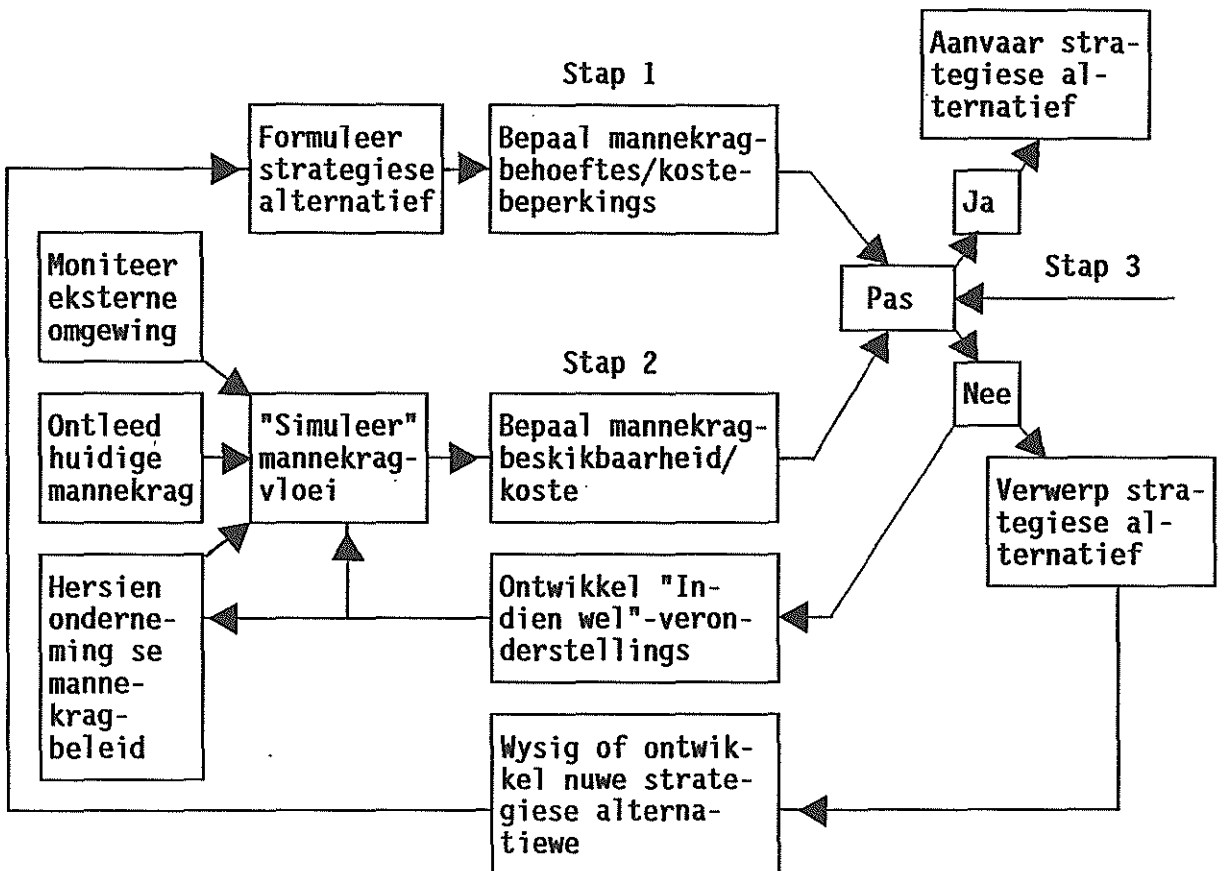 Stap 1
Aanvaar stra-
tegiese al-
ternatief
Formuleer
strategiese
alternatief
Bepaal mannekrag-
behoeftes/koste-
beperkings
Ja
Moniteer
eksterne
omgewing
Pas
Stap 3
Stap 2
Nee
Ontleed
huidige
mannekrag
"Simuleer"
mannekrag-
vloei
Bepaal mannekrag-
beskikbaarheid/
koste
Verwerp stra-
tegiese al-
ternatief
Hersien
onderne-
ming se
manne-
krag-
beleid
Ontwikkel "In-
dien wel"-veron-
derstellings
Wysig of ontwik-
kel nuwe strate-
giese alterna-
tiewe